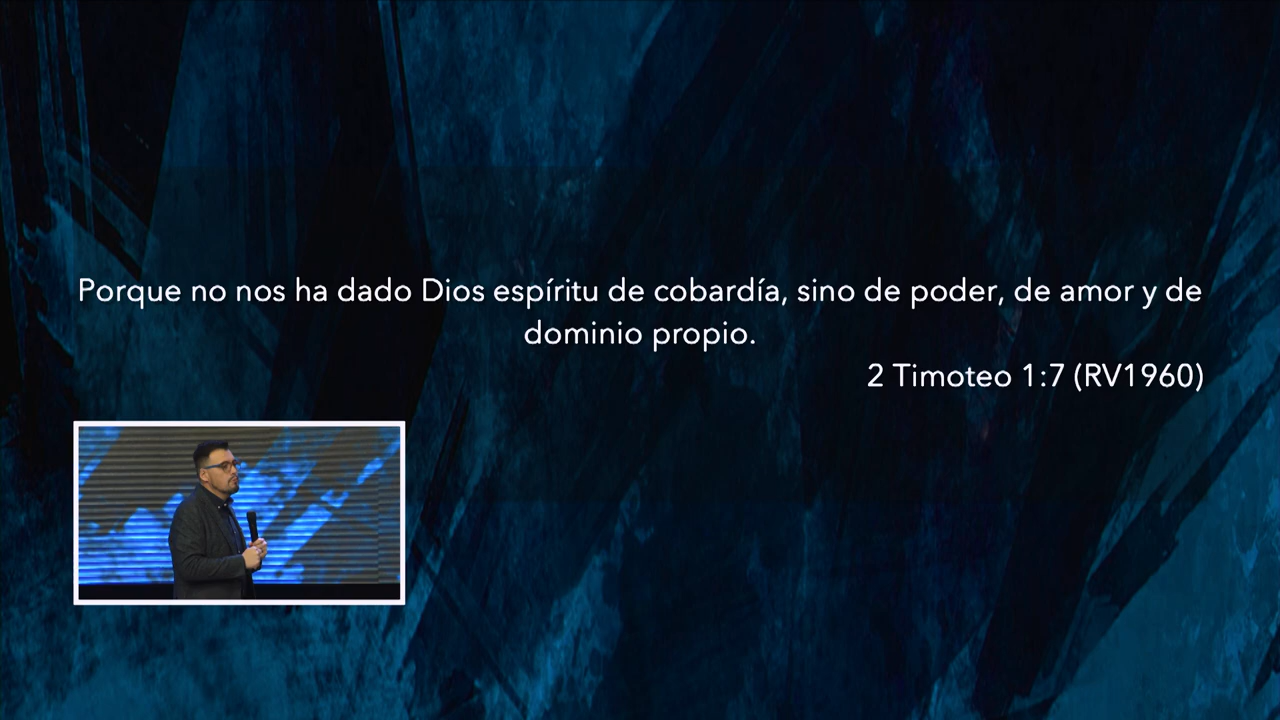 Porque no nos ha dado Dios espíritu de cobardía, sino de poder, de amor y de
dominio propio.
2 Timoteo 1:7 (RV1960)